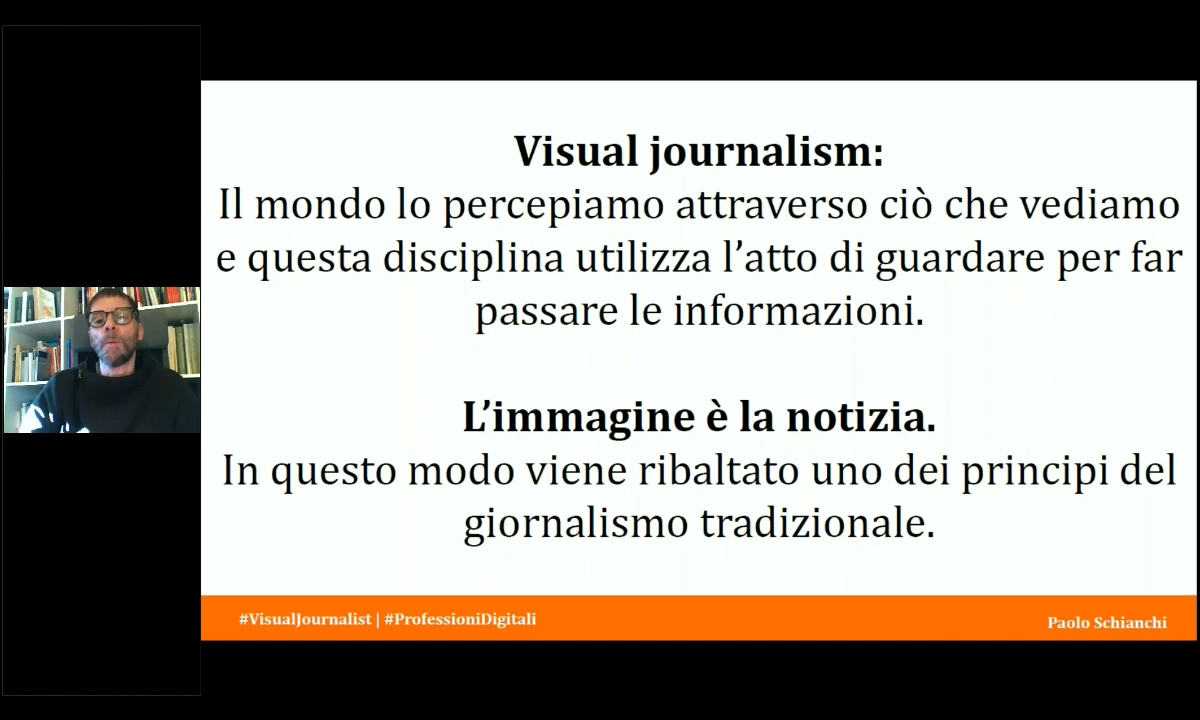 Visual journalism:
Il mondo lo percepiamo attraverso ciò che vediamo
e questa disciplina utilizza l’atto di guardare per far
passare le informazioni.
L’immagine è la notizia.
In questo modo viene ribaltato uno dei principi del
giornalismo tradizionale.
#VisualJournalist | #ProfessioniDigitali
Paolo Schianchi